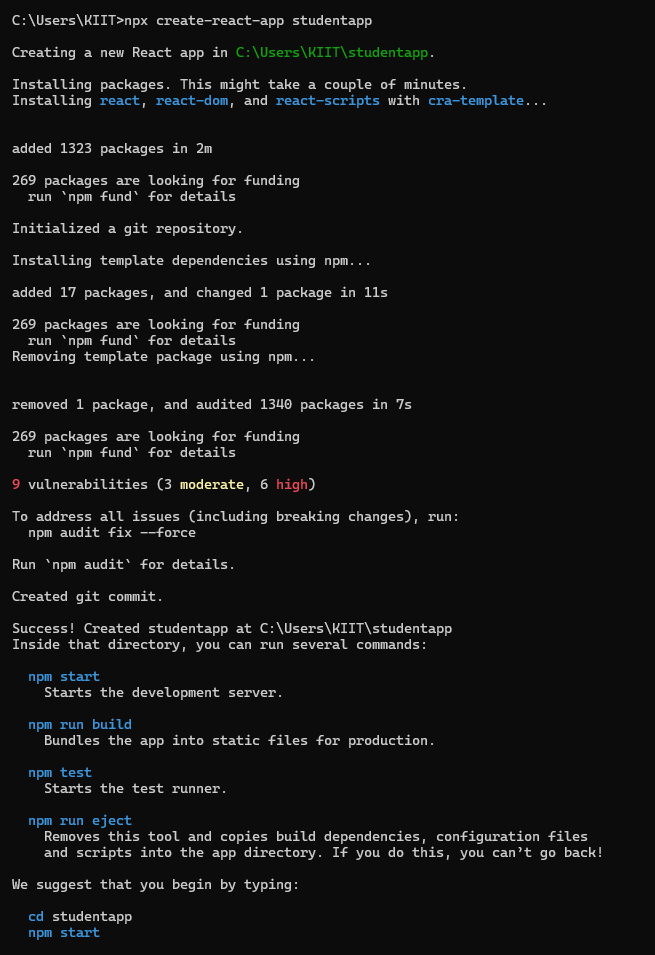 C:\Users\KIIT>npx create-react-app studentapp
Creating a new React app in C:\Users\KIIT\studentapp.
Installing packages. This might take a couple of minutes.
Installing react, react-dom, and react-scripts with cra-template...
added 1323 packages in 2m
269 packages are looking for funding
  run `npm fund` for details
Initialized a git repository.
Installing template dependencies using npm...
added 17 packages, and changed 1 package in 11s
269 packages are looking for funding
  run `npm fund` for details
Removing template package using npm...
removed 1 package, and audited 1340 packages in 7s
269 packages are looking for funding
  run `npm fund` for details
9 vulnerabilities (3 moderate, 6 high)
To address all issues (including breaking changes), run:
  npm audit fix --force
Run `npm audit` for details.
Created git commit.
Success! Created studentapp at C:\Users\KIIT\studentapp
Inside that directory, you can run several commands:
  npm start
    Starts the development server.
  npm run build
    Bundles the app into static files for production.
  npm test
    Starts the test runner.
  npm run eject
    Removes this tool and copies build dependencies, configuration files
    and scripts into the app directory. If you do this, you can’t go back!
We suggest that you begin by typing:
  cd studentapp
  npm start